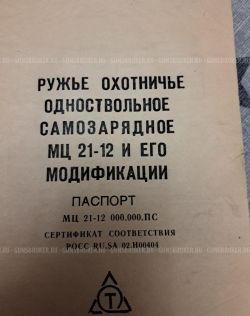 РУЖЬЕ ОХОТНИЧЬЕ
ОДНОСТВОЛЬНОЕ
САМОЗАРЯДНОЕ
МЦ 21-12 И ЕГО
МОДИФИКАЦИИ
ПАСПОРТ
МЦ 21-12 000.000.ПС
СЕРТИФИКАТ СООТВЕТСТВИЯ
РОСС RU.SA 02.Н00404
Т